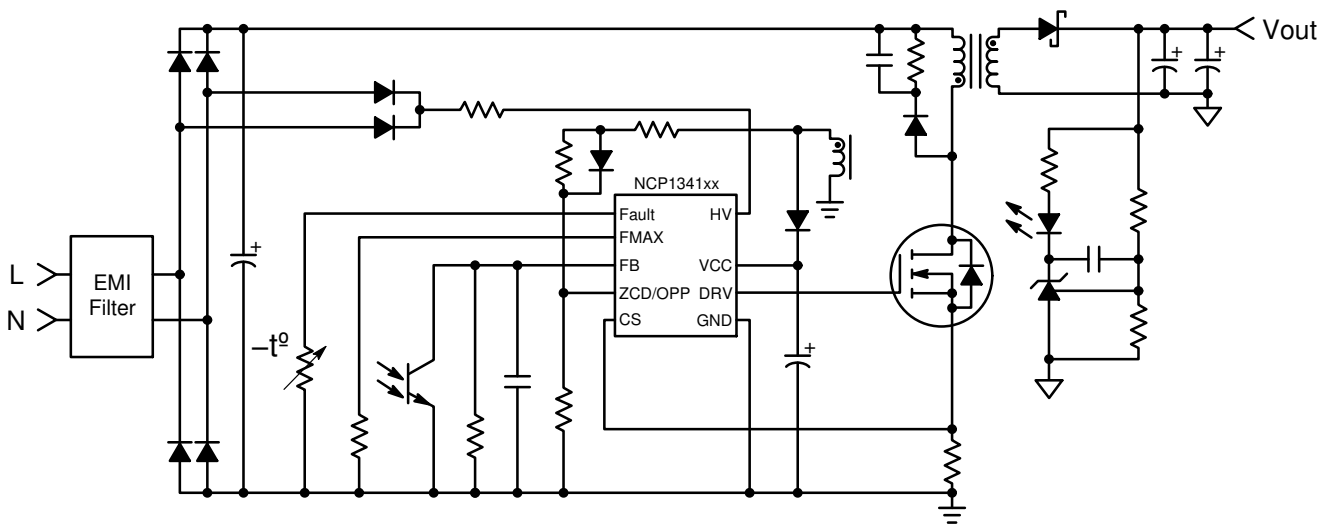 Vout
NCP1341xx
Fault
HV
FMAX
FB
VCC
ZCD/OPP
DRV
CS
GND
L
N
EMI
Filter
–tº
+
+
+
+